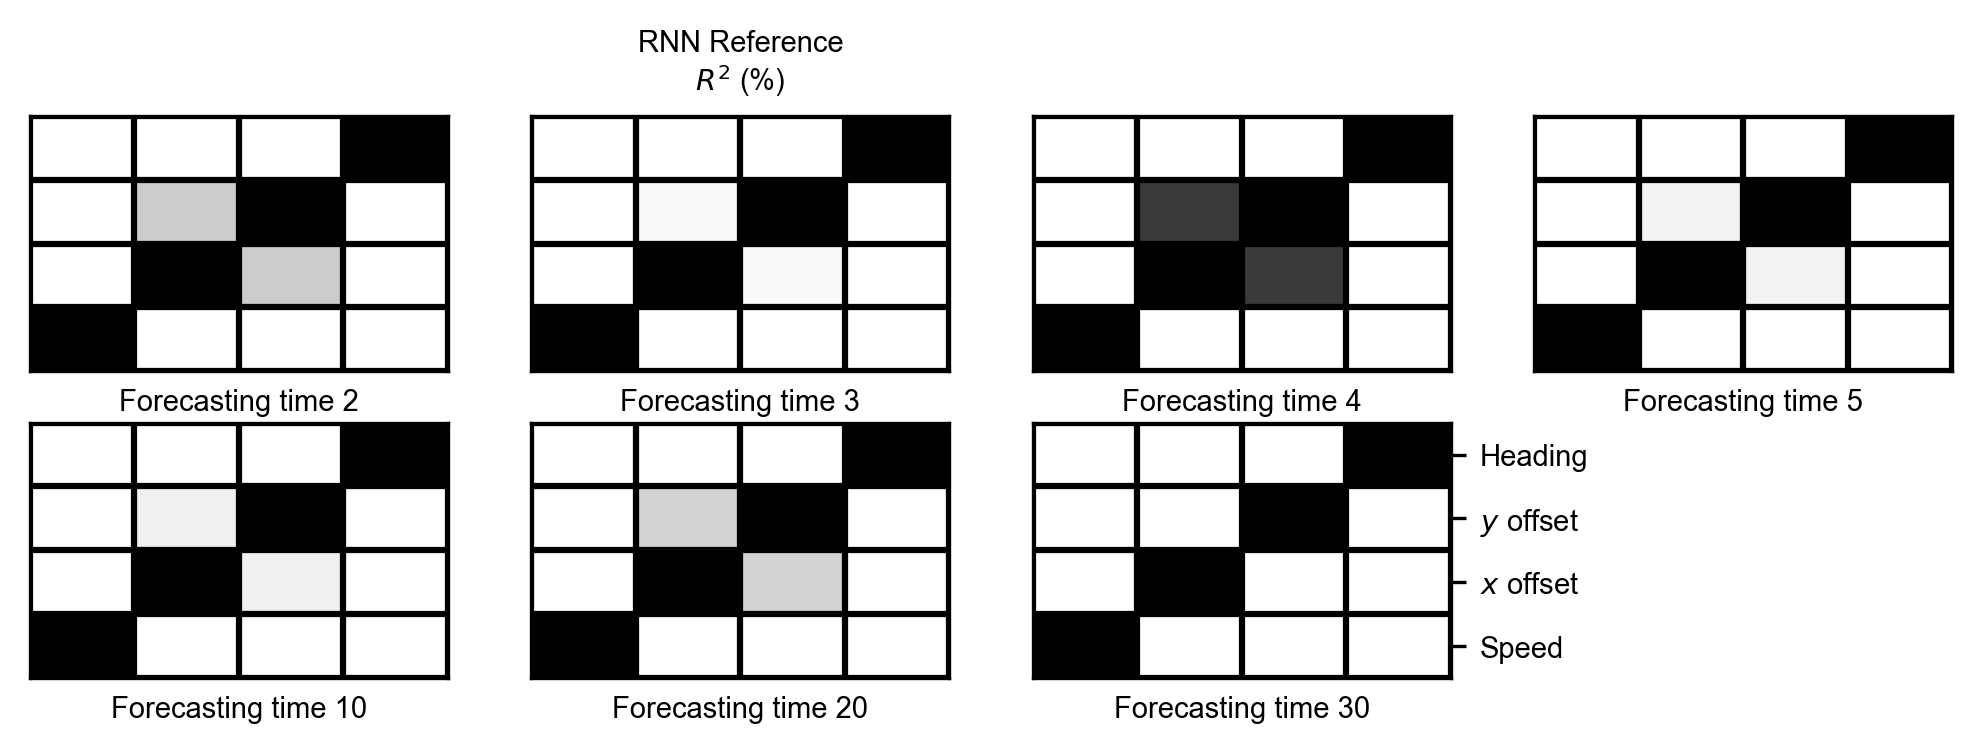 RNN Reference
R² (%)
Forecasting time 2
Forecasting time 3
Forecasting time 4
Forecasting time 5
Heading
y offset
x offset
Speed
Forecasting time 10
Forecasting time 20
Forecasting time 30